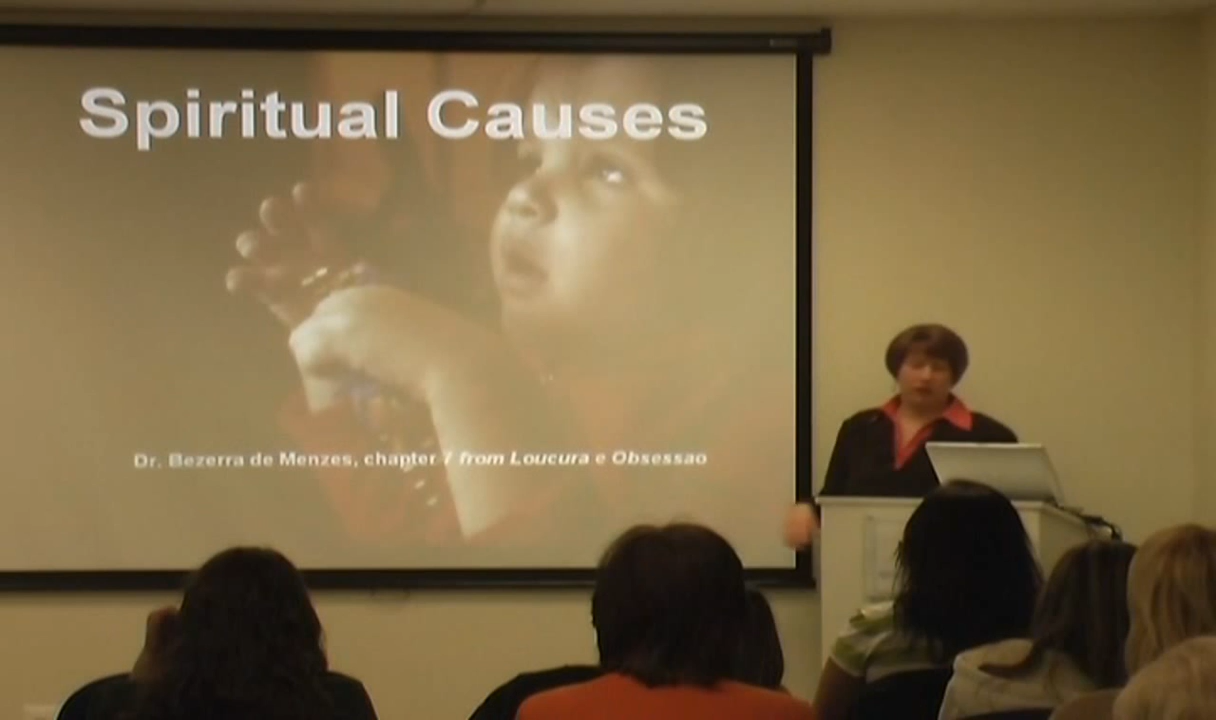 Spiritual Causes
Dr. Bezerra de Menzes, chapter 7 from Loucura e Obsessao